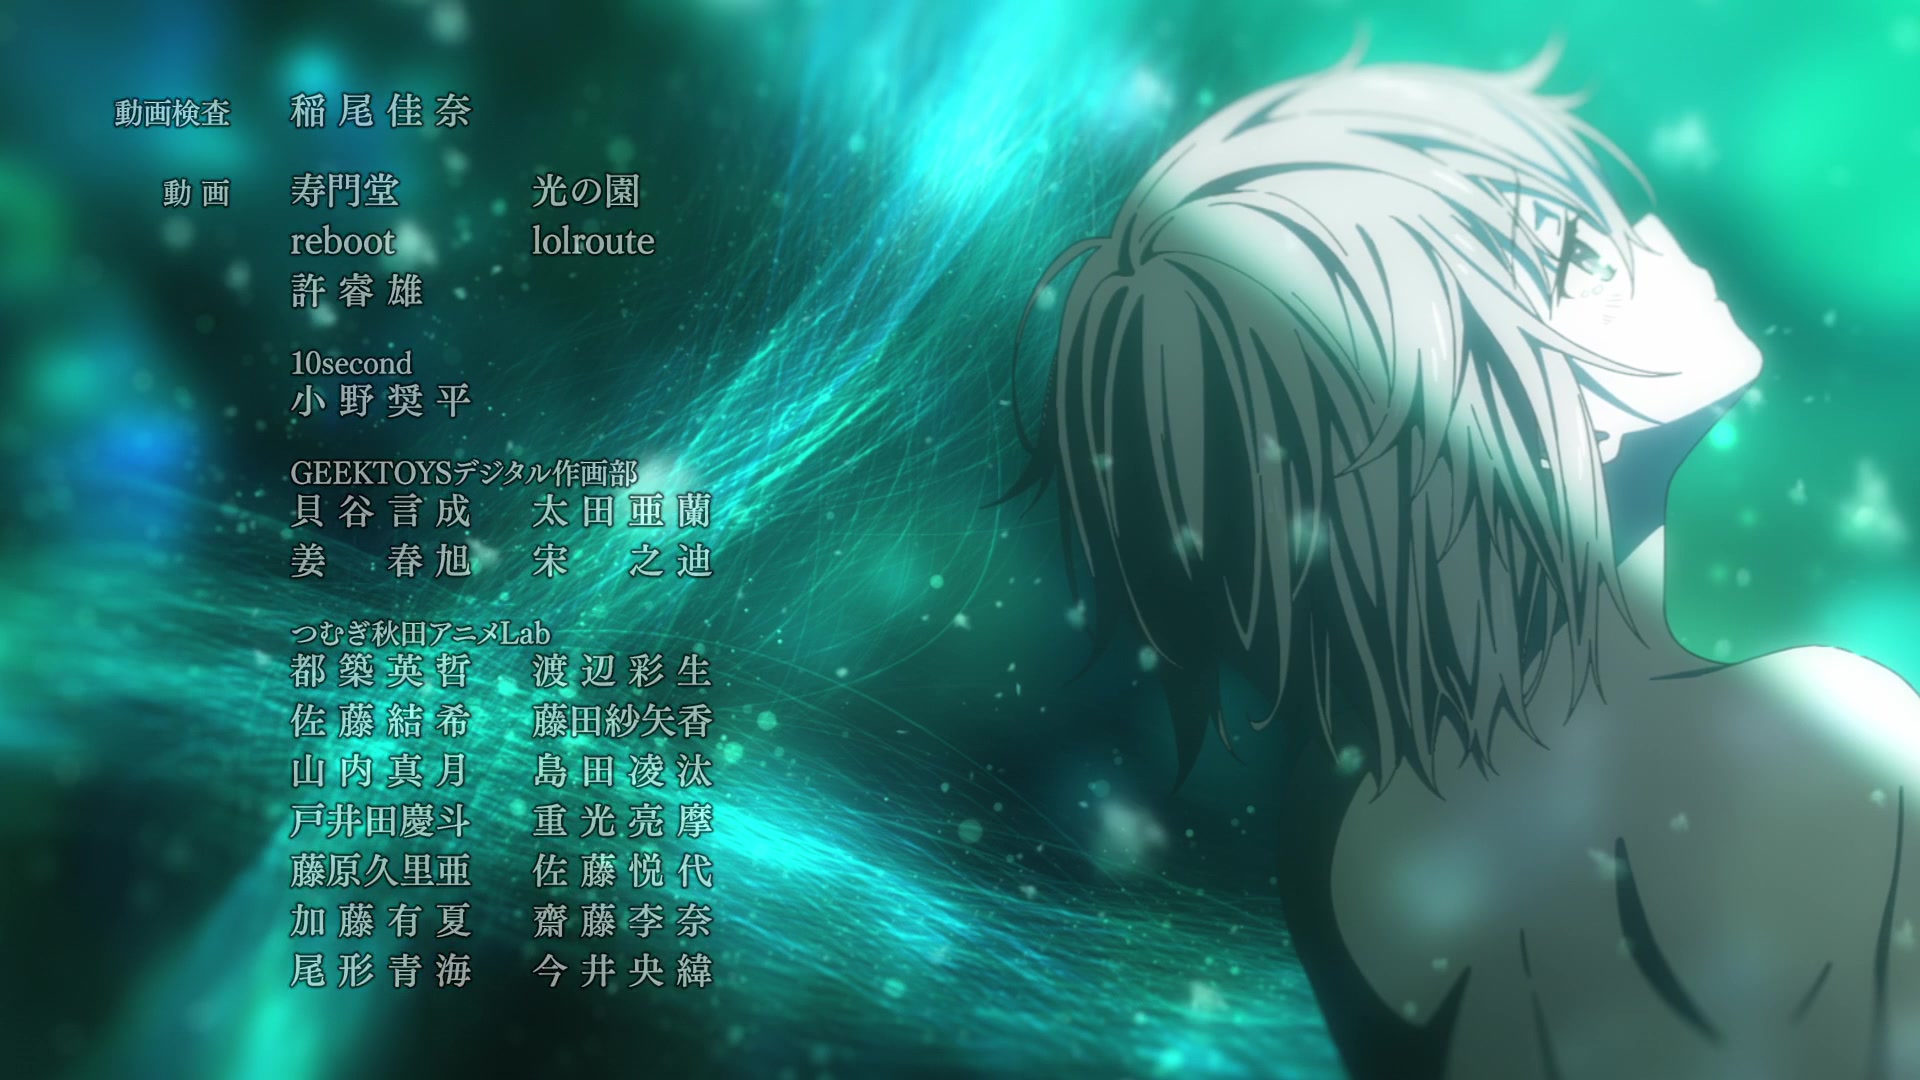 動画検査 稲尾佳奈
動画 寿門堂 光の園
reboot lolroute
許睿雄
10second
小野奨平
GEEKTOYSデジタル作画部
貝谷言成 太田亜蘭
姜春旭 宋之迪
つむぎ秋田アニメLab
都築英哲 渡辺彩生
佐藤結希 藤田紗矢香
山内真月 島田凌汰
戸井田慶斗 重光亮摩
藤原久里亜 佐藤悦代
加藤有夏 齋藤李奈
尾形青海 今井央緯